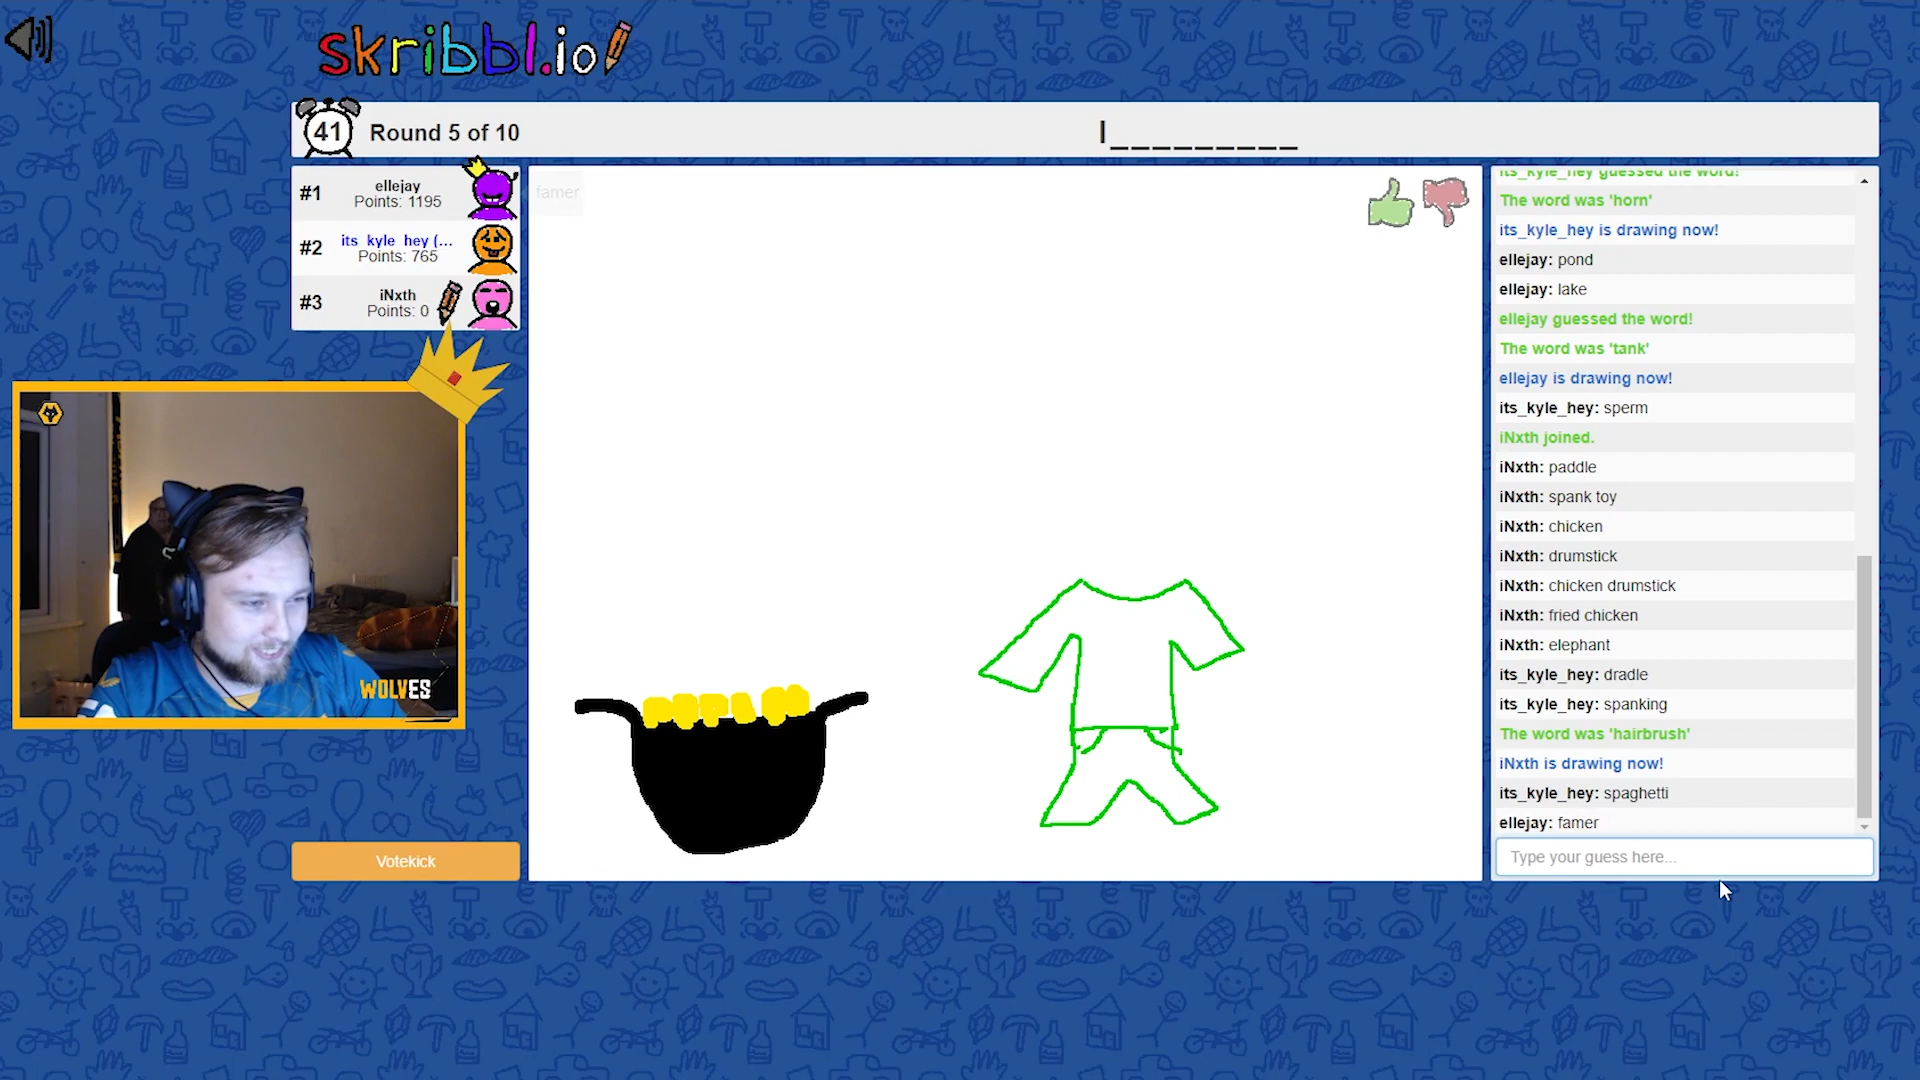 skribbl.io
41
Round 5 of 10
l_________
#1
ellejay
Points: 1195
#2
its_kyle_hey (...
Points: 765
#3
iNxth
Points: 0
famer
WOLVES
Votekick
its_kyle_hey guessed the word!
The word was 'horn'
its_kyle_hey is drawing now!
ellejay: pond
ellejay: lake
ellejay guessed the word!
The word was 'tank'
ellejay is drawing now!
its_kyle_hey: sperm
iNxth joined.
iNxth: paddle
iNxth: spank toy
iNxth: chicken
iNxth: drumstick
iNxth: chicken drumstick
iNxth: fried chicken
iNxth: elephant
its_kyle_hey: dradle
its_kyle_hey: spanking
The word was 'hairbrush'
iNxth is drawing now!
its_kyle_hey: spaghetti
ellejay: famer
Type your guess here...